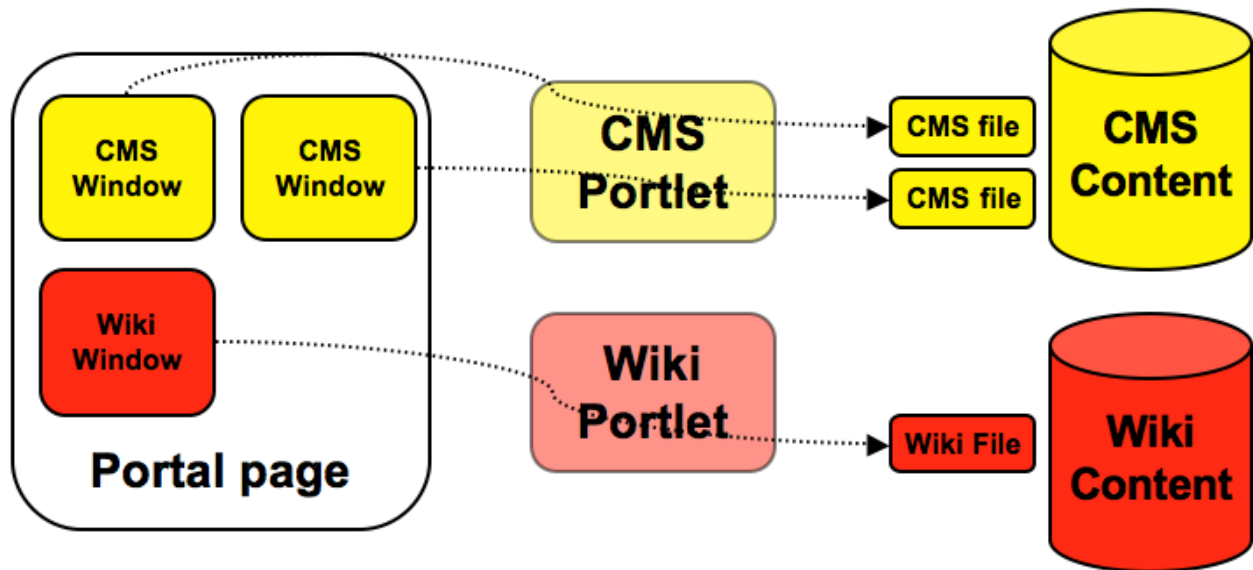 CMS
Window
CMS
Window
Wiki
Window
Portal page
CMS
Portlet
Wiki
Portlet
CMS file
CMS file
Wiki File
CMS
Content
Wiki
Content